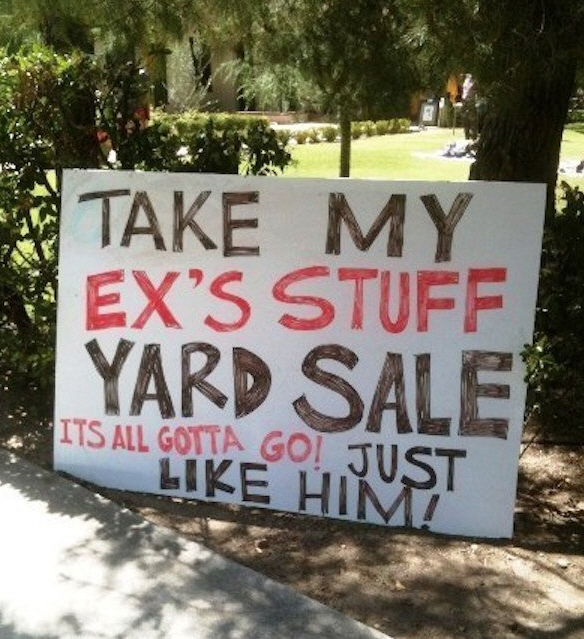 TAKE MY
EX'S STUFF
YARD SALE
ITS ALL GOTTA GO! JUST
LIKE HIM!